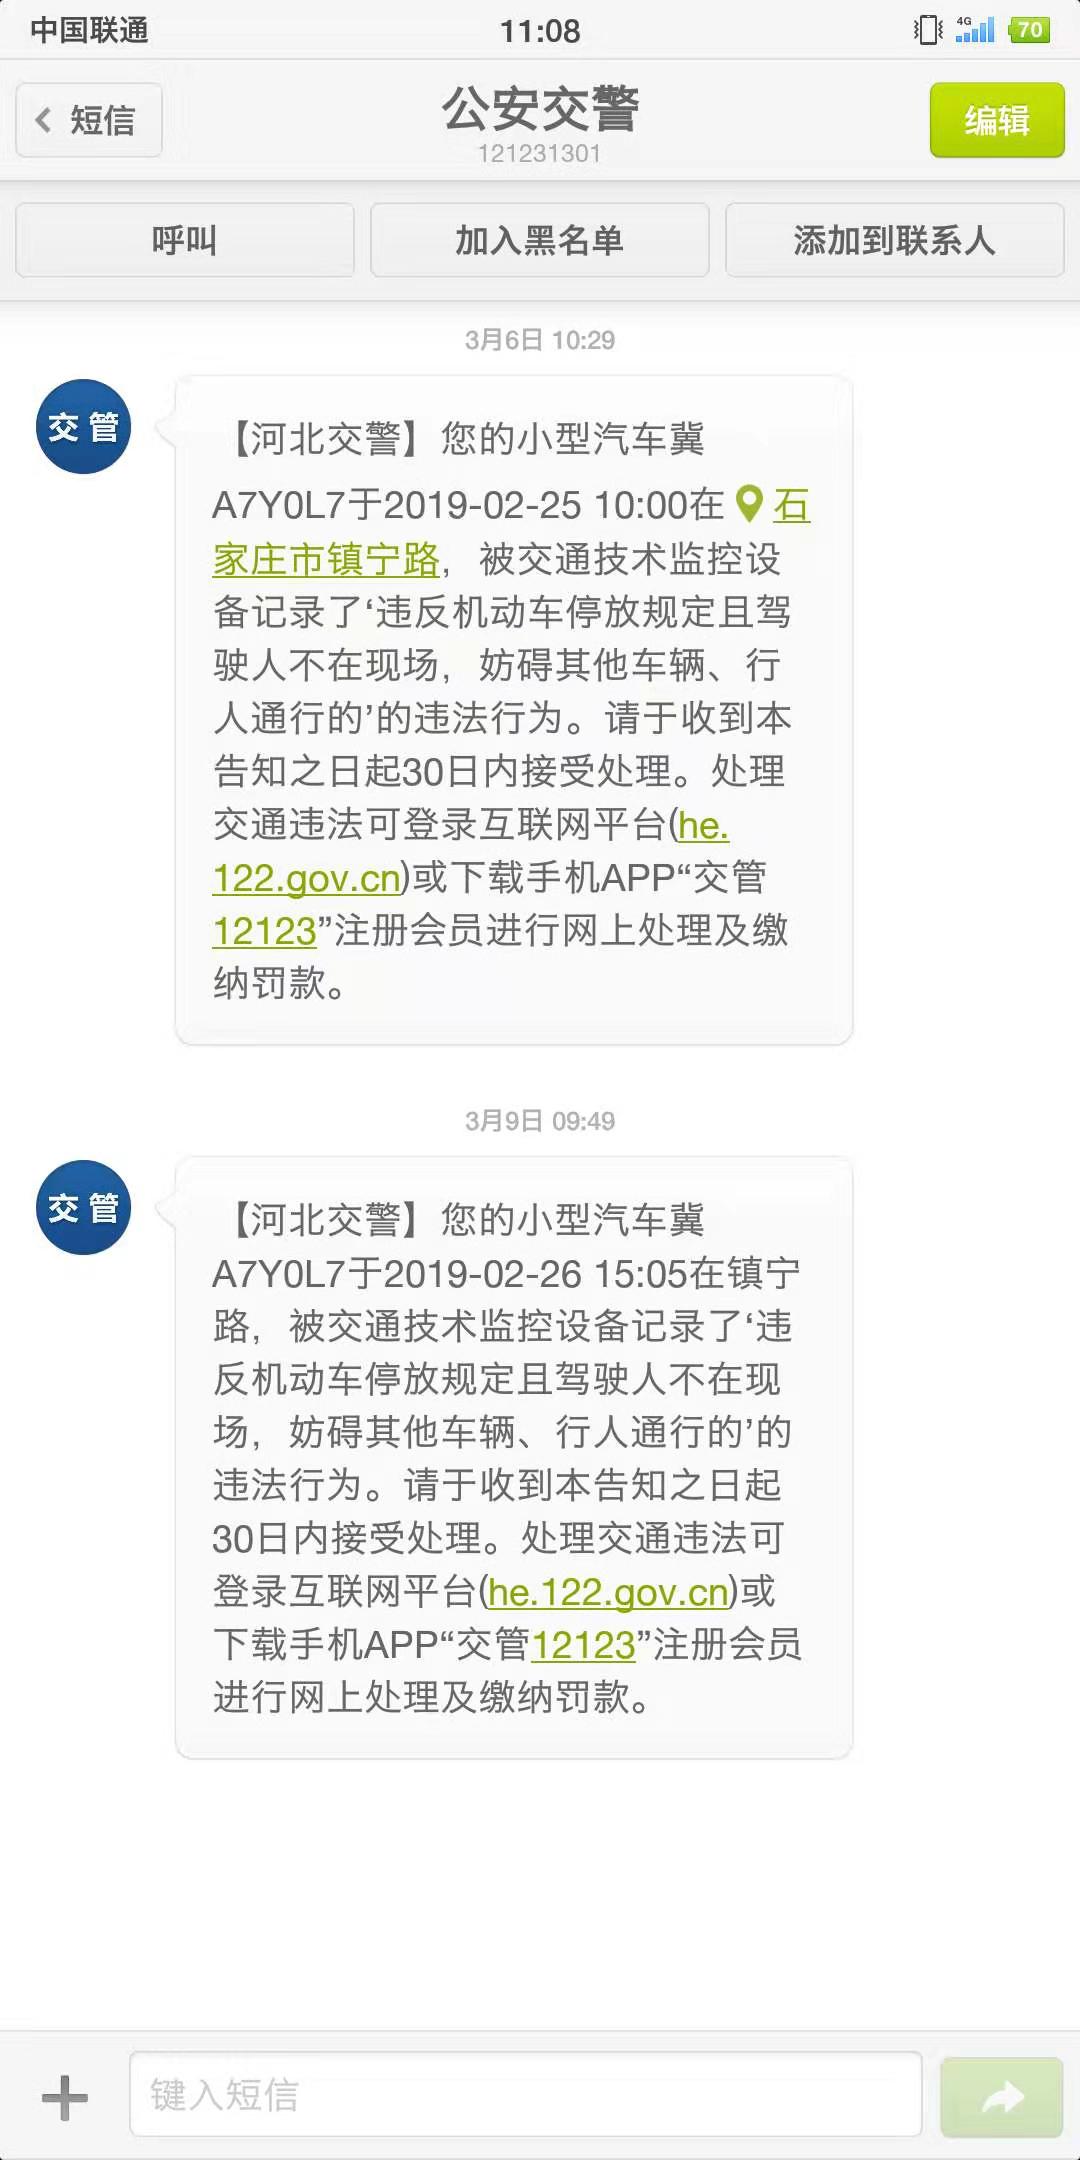 中国联通
11:08
4G
70
短信
公安交警
121231301
编辑
呼叫
加入黑名单
添加到联系人
3月6日 10:29
交管
【河北交警】您的小型汽车冀
A7Y0L7于2019-02-25 10:00在石
家庄市镇宁路，被交通技术监控设
备记录了‘违反机动车停放规定且驾
驶人不在现场，妨碍其他车辆、行
人通行的’的违法行为。请于收到本
告知之日起30日内接受处理。处理
交通违法可登录互联网平台(he.
122.gov.cn)或下载手机APP“交管
12123”注册会员进行网上处理及缴
纳罚款。
3月9日 09:49
交管
【河北交警】您的小型汽车冀
A7Y0L7于2019-02-26 15:05在镇宁
路，被交通技术监控设备记录了‘违
反机动车停放规定且驾驶人不在现
场，妨碍其他车辆、行人通行的’的
违法行为。请于收到本告知之日起
30日内接受处理。处理交通违法可
登录互联网平台(he.122.gov.cn)或
下载手机APP“交管12123”注册会员
进行网上处理及缴纳罚款。
键入短信